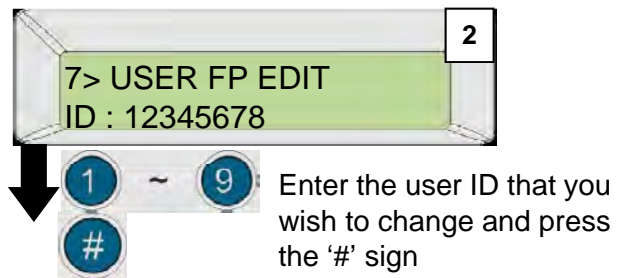 2
7> USER FP EDIT
ID : 12345678
1 ~ 9
Enter the user ID that you
wish to change and press
#
the ‘#’ sign